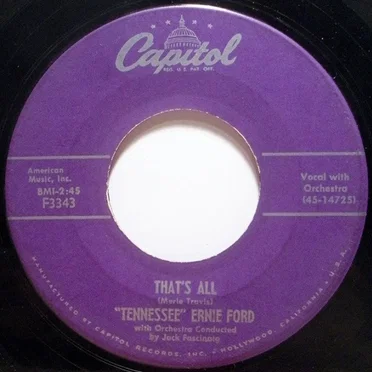 Capitol
REG. U.S. PAT. OFF.
American
Music, Inc.
BMI-2:45
F3343
Vocal with
Orchestra
(45-14725)
THAT'S ALL
(Merle Travis)
"TENNESSEE" ERNIE FORD
with Orchestra Conducted
by Jack Fascinato
MANUFACTURED BY CAPITOL RECORDS, INC. - HOLLYWOOD, CALIFORNIA - U.S.A.